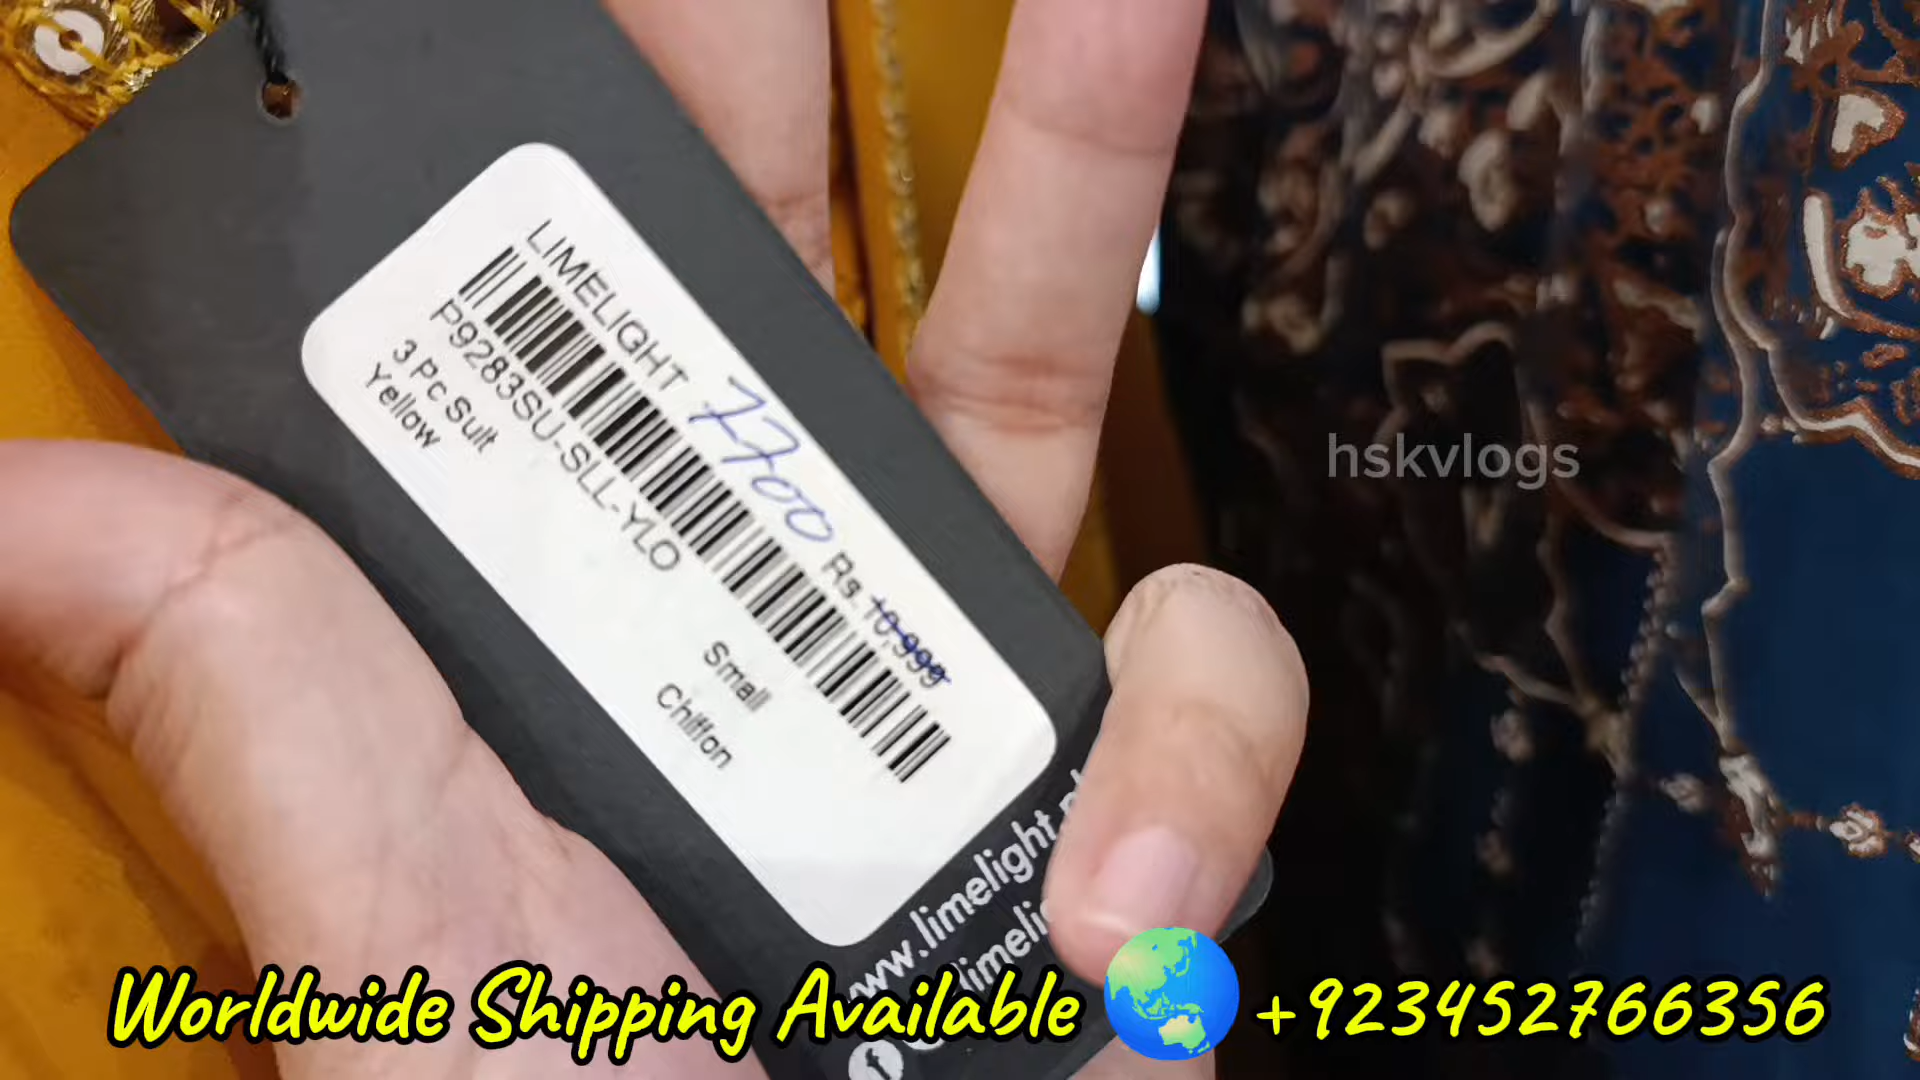 LIMELIGHT
7700
Rs. 10,999
P9283SU-SLL-YLO
3 Pc Suit
Small
Yellow
Chiffon
www.limelight.p
limeli
f
hskvlogs
Worldwide Shipping Available 🌏 +923452766356